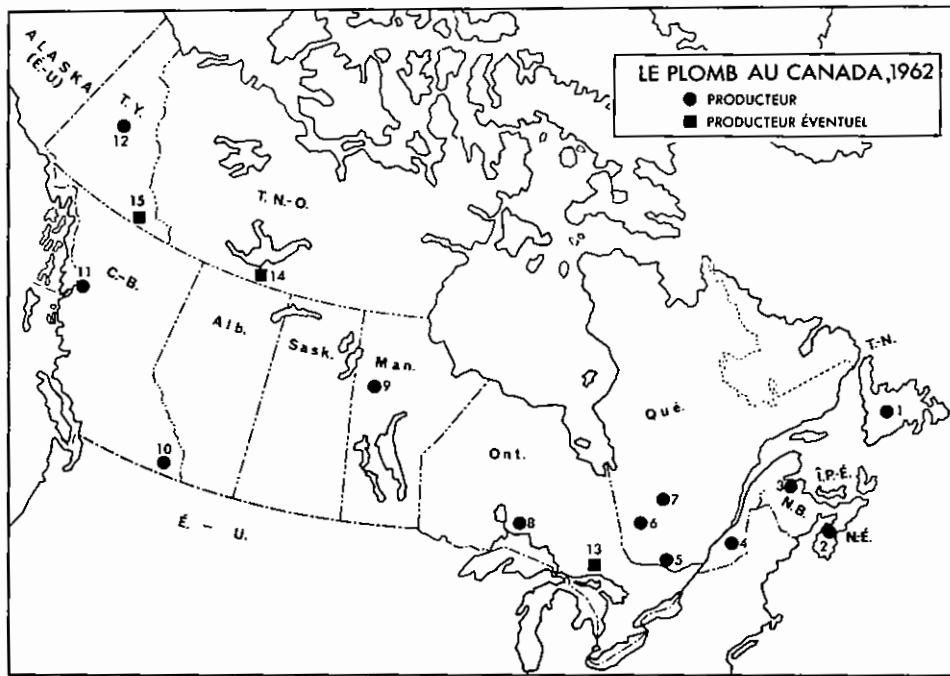 LE PLOMB AU CANADA, 1962
● PRODUCTEUR
■ PRODUCTEUR ÉVENTUEL
ALASKA
(É.-U)
T.Y.
12
15
T.N.-O.
14
11
C.-B.
Alb.
Sask.
Man.
9
10
É. - U.
Ont.
8
13
Qué.
7
6
5
4
T.-N.
1
3
Î.P.-É.
N.B.
2
N.-É.